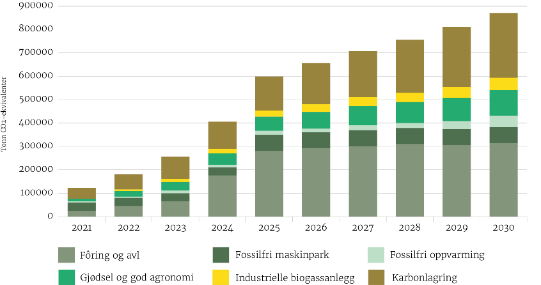 900000
800000
700000
600000
500000
400000
300000
200000
100000
0
Tonn CO2-ekvivalenter
2021 2022 2023 2024 2025 2026 2027 2028 2029 2030
Fôring og avl Fossilfri maskinpark Fossilfri oppvarming
Gjødsel og god agronomi Industrielle biogassanlegg Karbonlagring